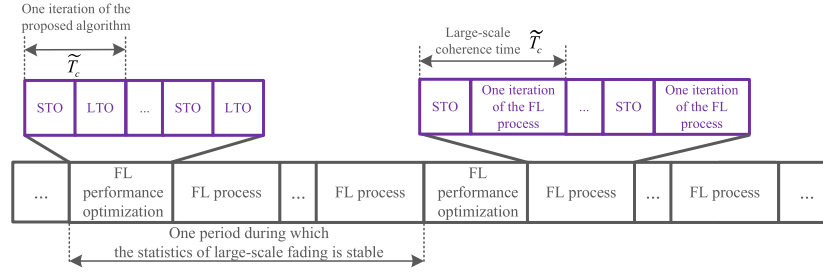 One iteration of the
the proposed algorithm
T̃c
Large-scale
coherence time T̃c
STO LTO ... STO LTO
STO One iteration of the FL process ... STO One iteration of the FL process
... FL performance optimization FL process ... FL process FL performance optimization FL process ... FL process ...
One period during which
the statistics of large-scale fading is stable